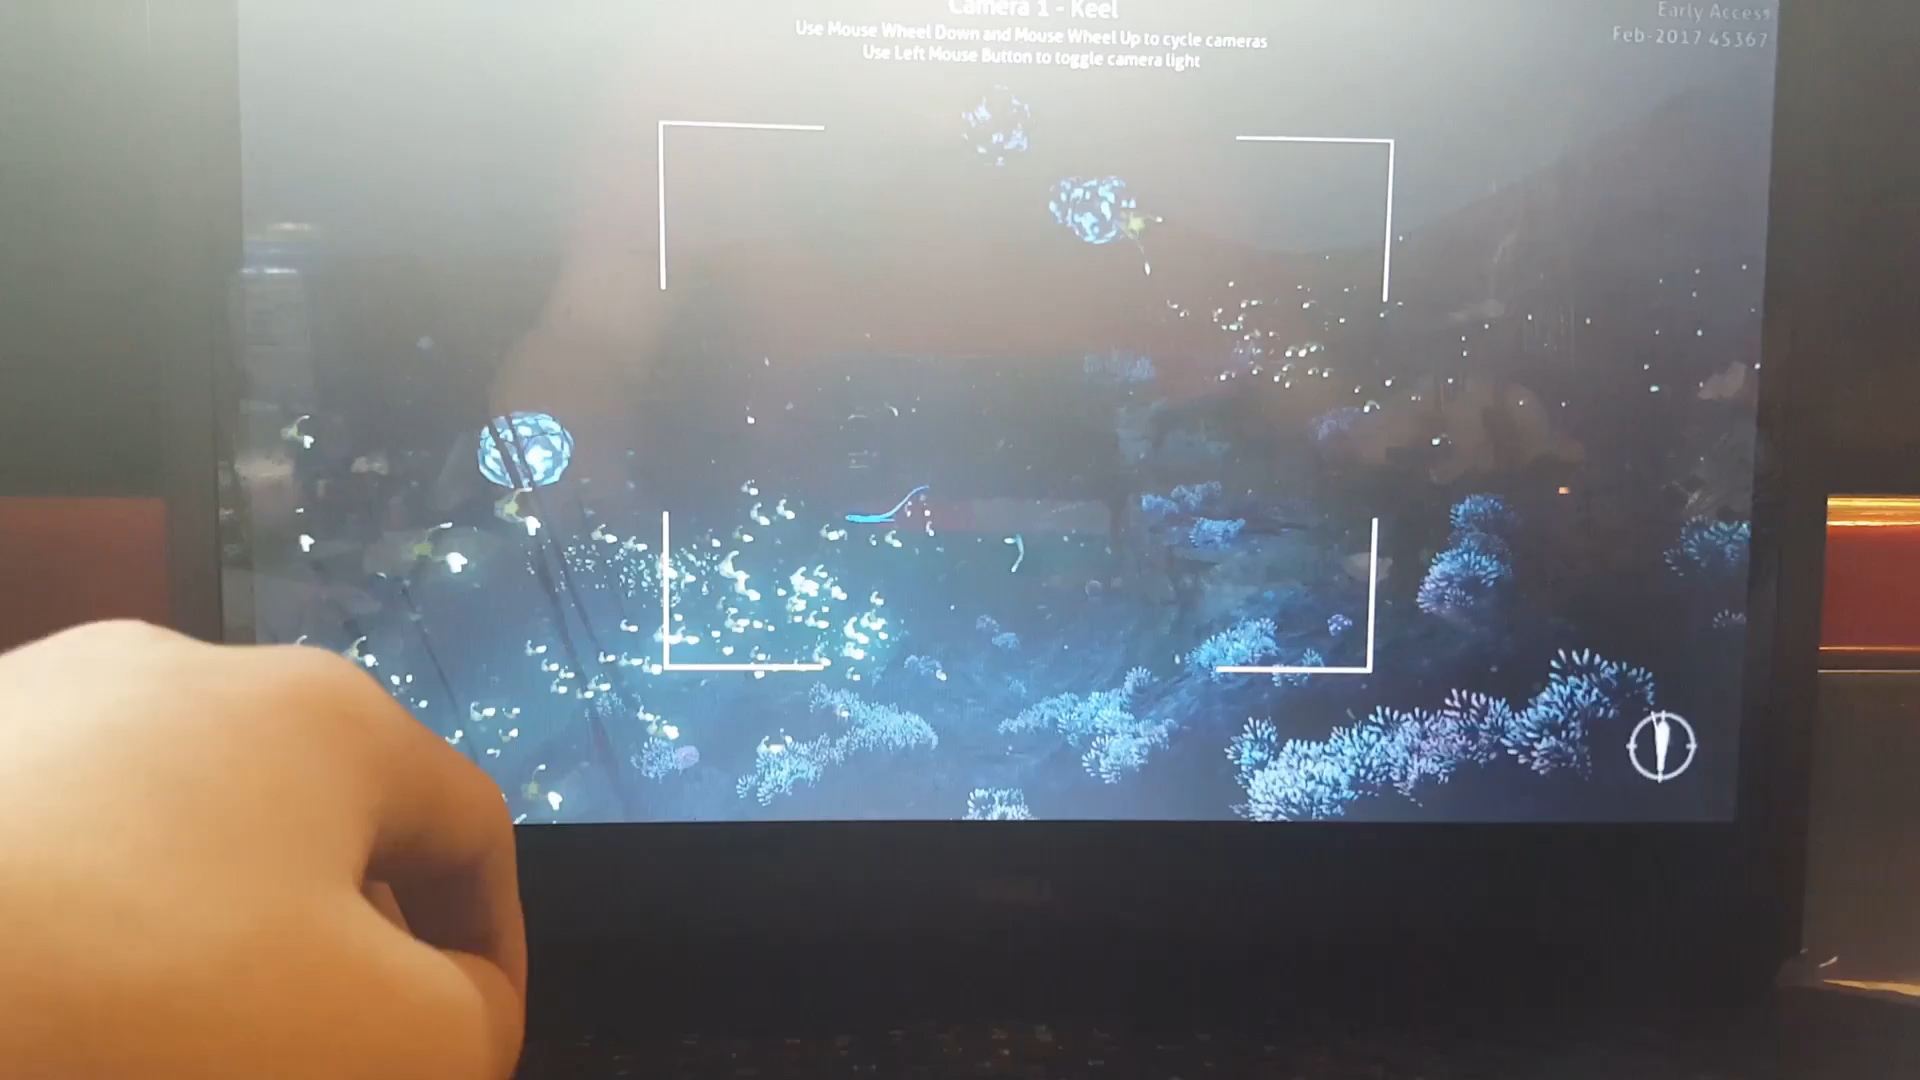 Camera 1 - Keel
Use Mouse Wheel Down and Mouse Wheel Up to cycle cameras
Use Left Mouse Button to toggle camera light
Early Access
Feb-2017 45367